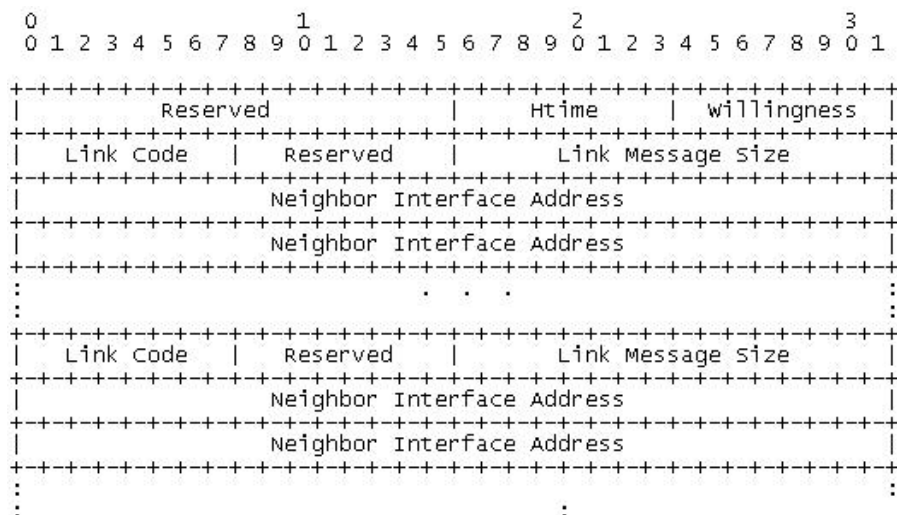 0 1 2 3
0 1 2 3 4 5 6 7 8 9 0 1 2 3 4 5 6 7 8 9 0 1 2 3 4 5 6 7 8 9 0 1
+-+-+-+-+-+-+-+-+-+-+-+-+-+-+-+-+-+-+-+-+-+-+-+-+-+-+-+-+-+-+-+-+
| Reserved | Htime | Willingness |
+-+-+-+-+-+-+-+-+-+-+-+-+-+-+-+-+-+-+-+-+-+-+-+-+-+-+-+-+-+-+-+-+
| Link Code | Reserved | Link Message Size |
+-+-+-+-+-+-+-+-+-+-+-+-+-+-+-+-+-+-+-+-+-+-+-+-+-+-+-+-+-+-+-+-+
| Neighbor Interface Address |
+-+-+-+-+-+-+-+-+-+-+-+-+-+-+-+-+-+-+-+-+-+-+-+-+-+-+-+-+-+-+-+-+
| Neighbor Interface Address |
+-+-+-+-+-+-+-+-+-+-+-+-+-+-+-+-+-+-+-+-+-+-+-+-+-+-+-+-+-+-+-+-+
: . . . :
: :
+-+-+-+-+-+-+-+-+-+-+-+-+-+-+-+-+-+-+-+-+-+-+-+-+-+-+-+-+-+-+-+-+
| Link Code | Reserved | Link Message Size |
+-+-+-+-+-+-+-+-+-+-+-+-+-+-+-+-+-+-+-+-+-+-+-+-+-+-+-+-+-+-+-+-+
| Neighbor Interface Address |
+-+-+-+-+-+-+-+-+-+-+-+-+-+-+-+-+-+-+-+-+-+-+-+-+-+-+-+-+-+-+-+-+
| Neighbor Interface Address |
+-+-+-+-+-+-+-+-+-+-+-+-+-+-+-+-+-+-+-+-+-+-+-+-+-+-+-+-+-+-+-+-+
: :
: :